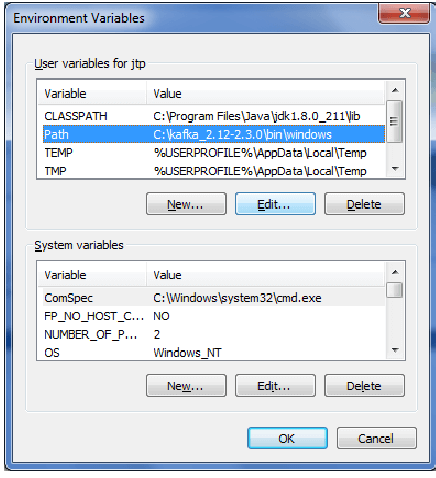 Environment Variables
User variables for jtp
Variable Value
CLASSPATH C:\Program Files\Java\jdk1.8.0_211\lib
Path C:\kafka_2.12-2.3.0\bin\windows
TEMP %USERPROFILE%\AppData\Local\Temp
TMP %USERPROFILE%\AppData\Local\Temp
New... Edit... Delete
System variables
Variable Value
ComSpec C:\Windows\system32\cmd.exe
FP_NO_HOST_C... NO
NUMBER_OF_P... 2
OS Windows_NT
New... Edit... Delete
OK Cancel